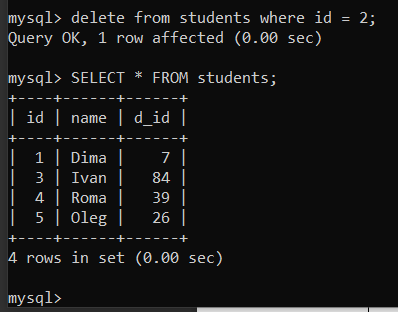 mysql> delete from students where id = 2;
Query OK, 1 row affected (0.00 sec)

mysql> SELECT * FROM students;
+----+------+------+
| id | name | d_id |
+----+------+------+
|  1 | Dima |    7 |
|  3 | Ivan |   84 |
|  4 | Roma |   39 |
|  5 | Oleg |   26 |
+----+------+------+
4 rows in set (0.00 sec)

mysql>